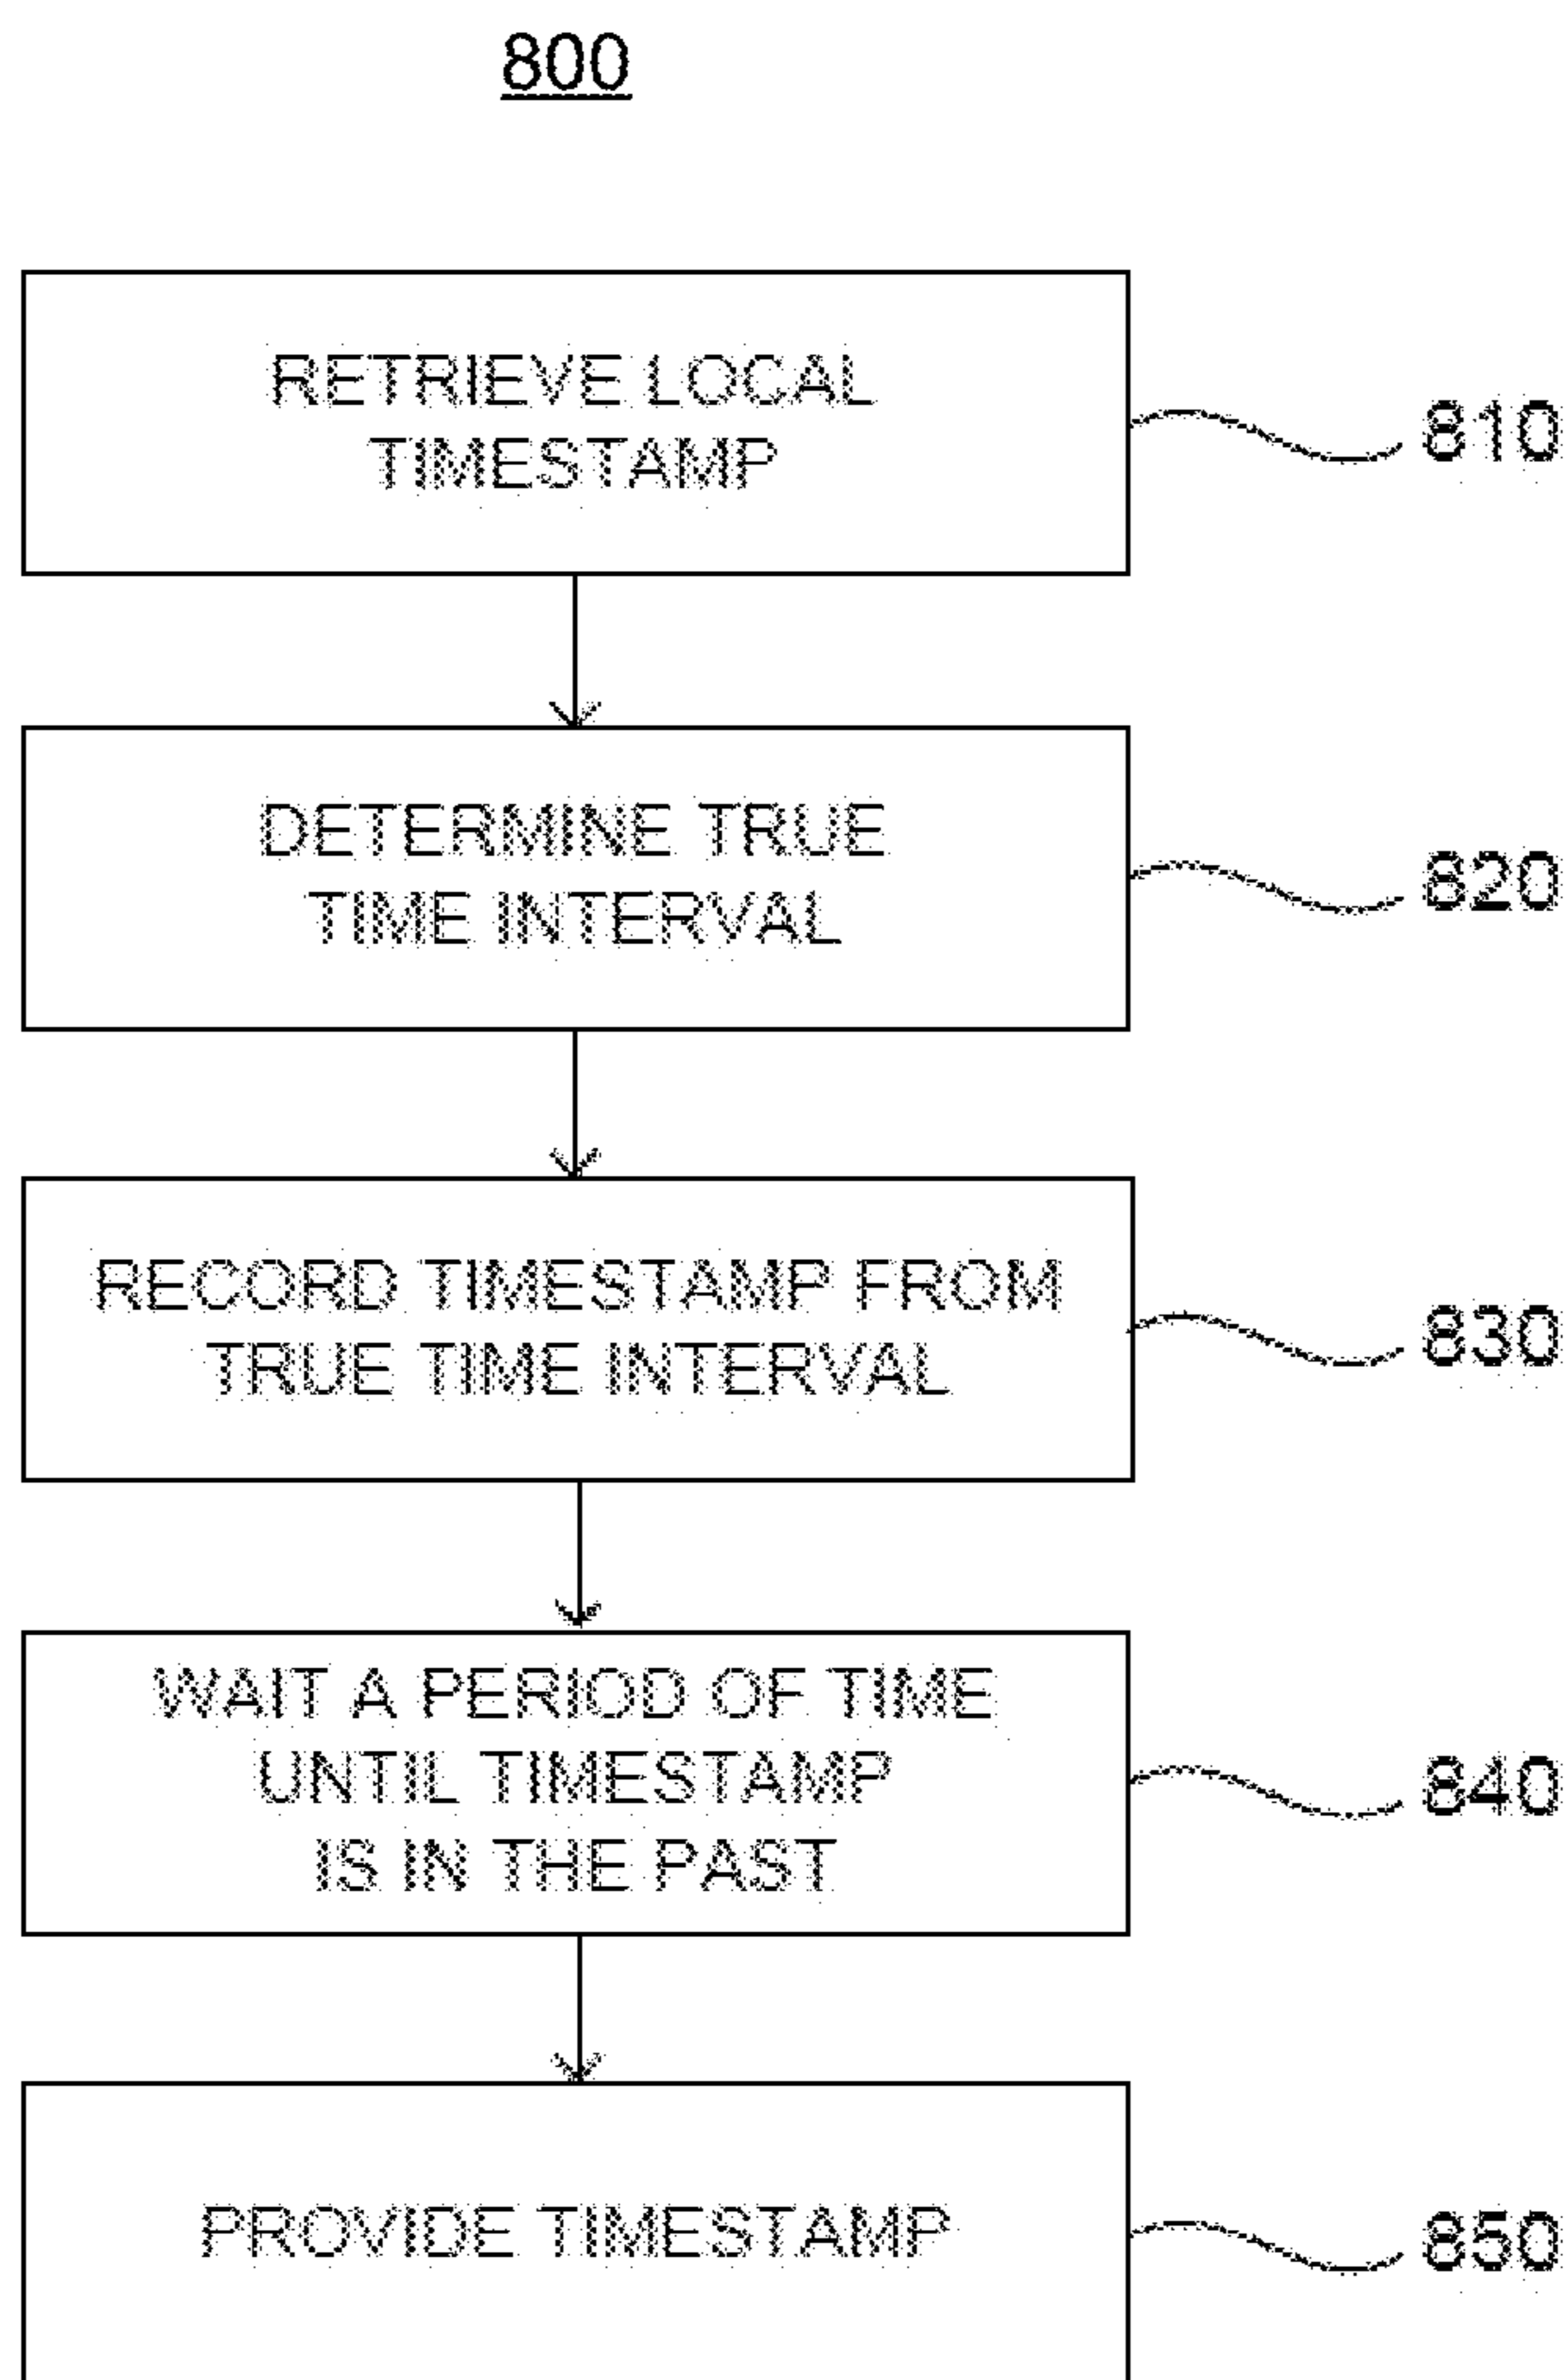 800
RETRIEVE LOCAL
TIMESTAMP
810
DETERMINE TRUE
TIME INTERVAL
820
RECORD TIMESTAMP FROM
TRUE TIME INTERVAL
830
WAIT A PERIOD OF TIME
UNTIL TIMESTAMP
IS IN THE PAST
840
PROVIDE TIMESTAMP
850